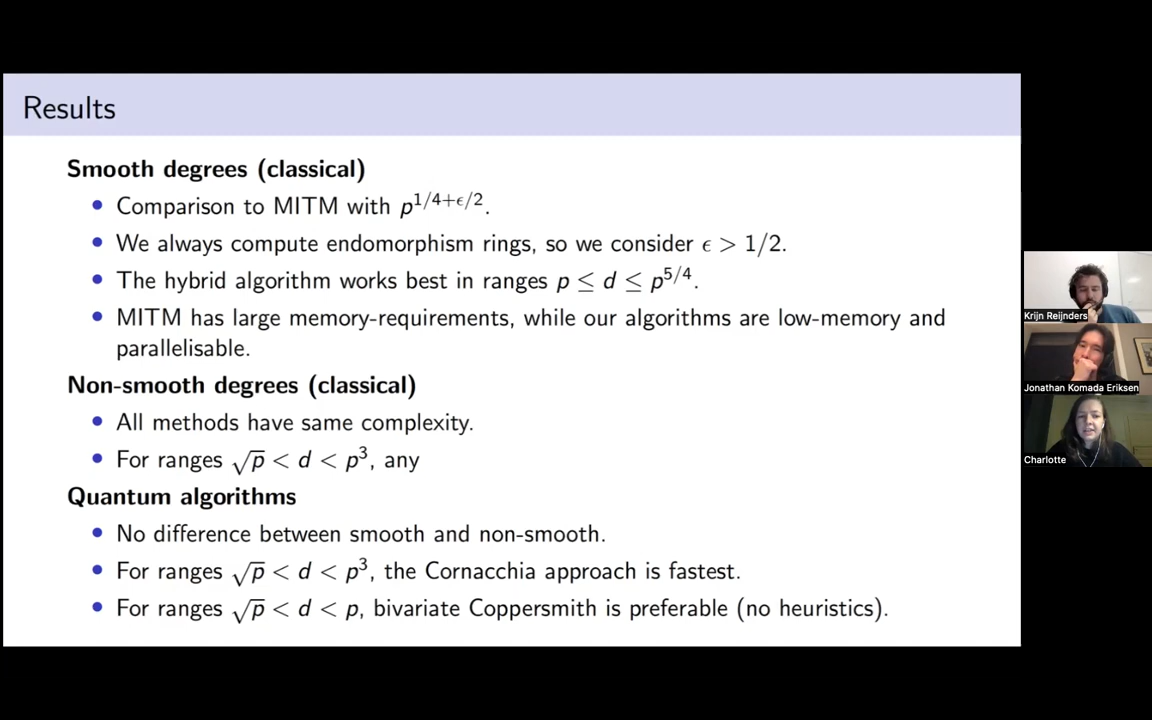 Results
Smooth degrees (classical)
• Comparison to MITM with p^{1/4+ϵ/2}.
• We always compute endomorphism rings, so we consider ϵ > 1/2.
• The hybrid algorithm works best in ranges p ≤ d ≤ p^{5/4}.
• MITM has large memory-requirements, while our algorithms are low-memory and
parallelisable.
Non-smooth degrees (classical)
• All methods have same complexity.
• For ranges √p < d < p^3, any
Quantum algorithms
• No difference between smooth and non-smooth.
• For ranges √p < d < p^3, the Cornacchia approach is fastest.
• For ranges √p < d < p, bivariate Coppersmith is preferable (no heuristics).
Krijn Reijnders
Jonathan Komada Eriksen
Charlotte